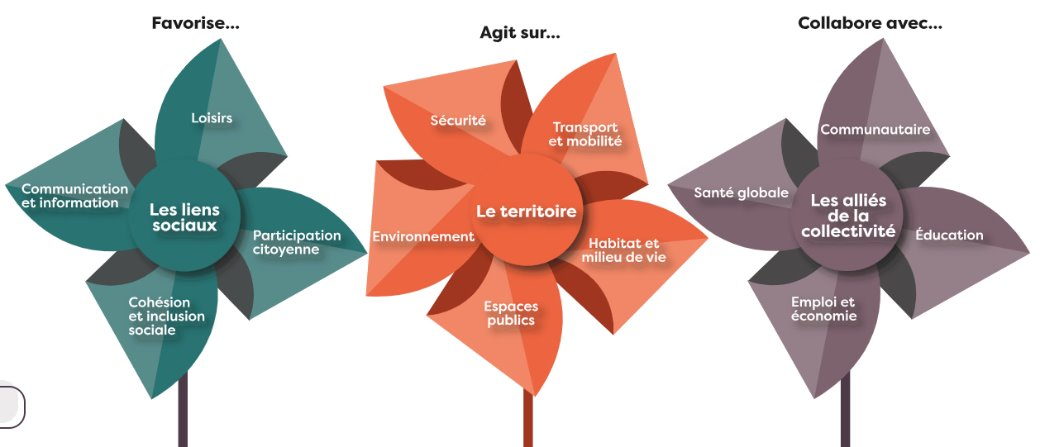 Favorise...
Loisirs
Communication
et information
Les liens
sociaux
Participation
citoyenne
Cohésion
et inclusion
sociale
Agit sur...
Sécurité
Transport
et mobilité
Environnement
Le territoire
Habitat et
milieu de vie
Espaces
publics
Collabore avec...
Communautaire
Santé globale
Les alliés
de la
collectivité
Éducation
Emploi et
économie